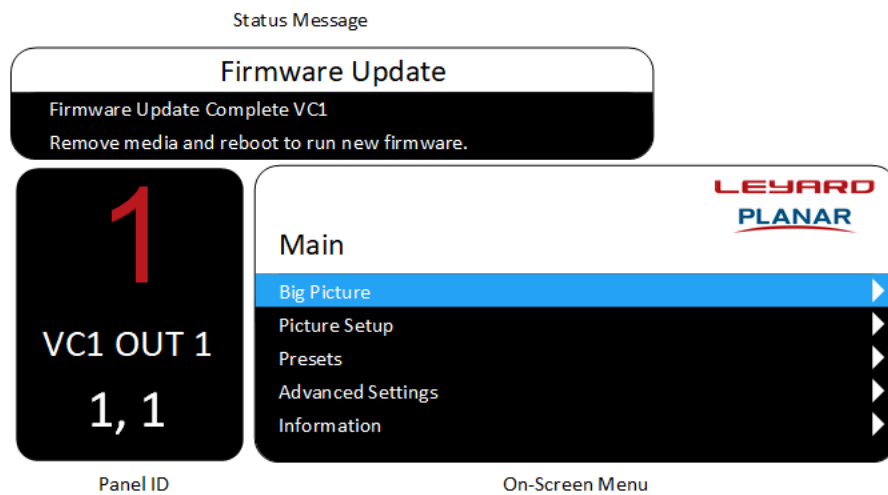 Status Message
Firmware Update
Firmware Update Complete VC1
Remove media and reboot to run new firmware.
1
VC1 OUT 1
1, 1
Panel ID
LEYARD
PLANAR
Main
Big Picture
Picture Setup
Presets
Advanced Settings
Information
On-Screen Menu